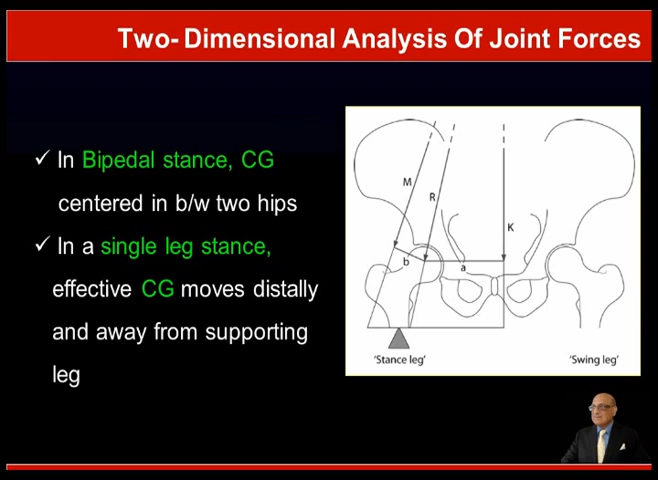 Two- Dimensional Analysis Of Joint Forces
✓ In Bipedal stance, CG
centered in b/w two hips
✓ In a single leg stance,
effective CG moves distally
and away from supporting
leg
M
R
K
b
a
'Stance leg'
'Swing leg'